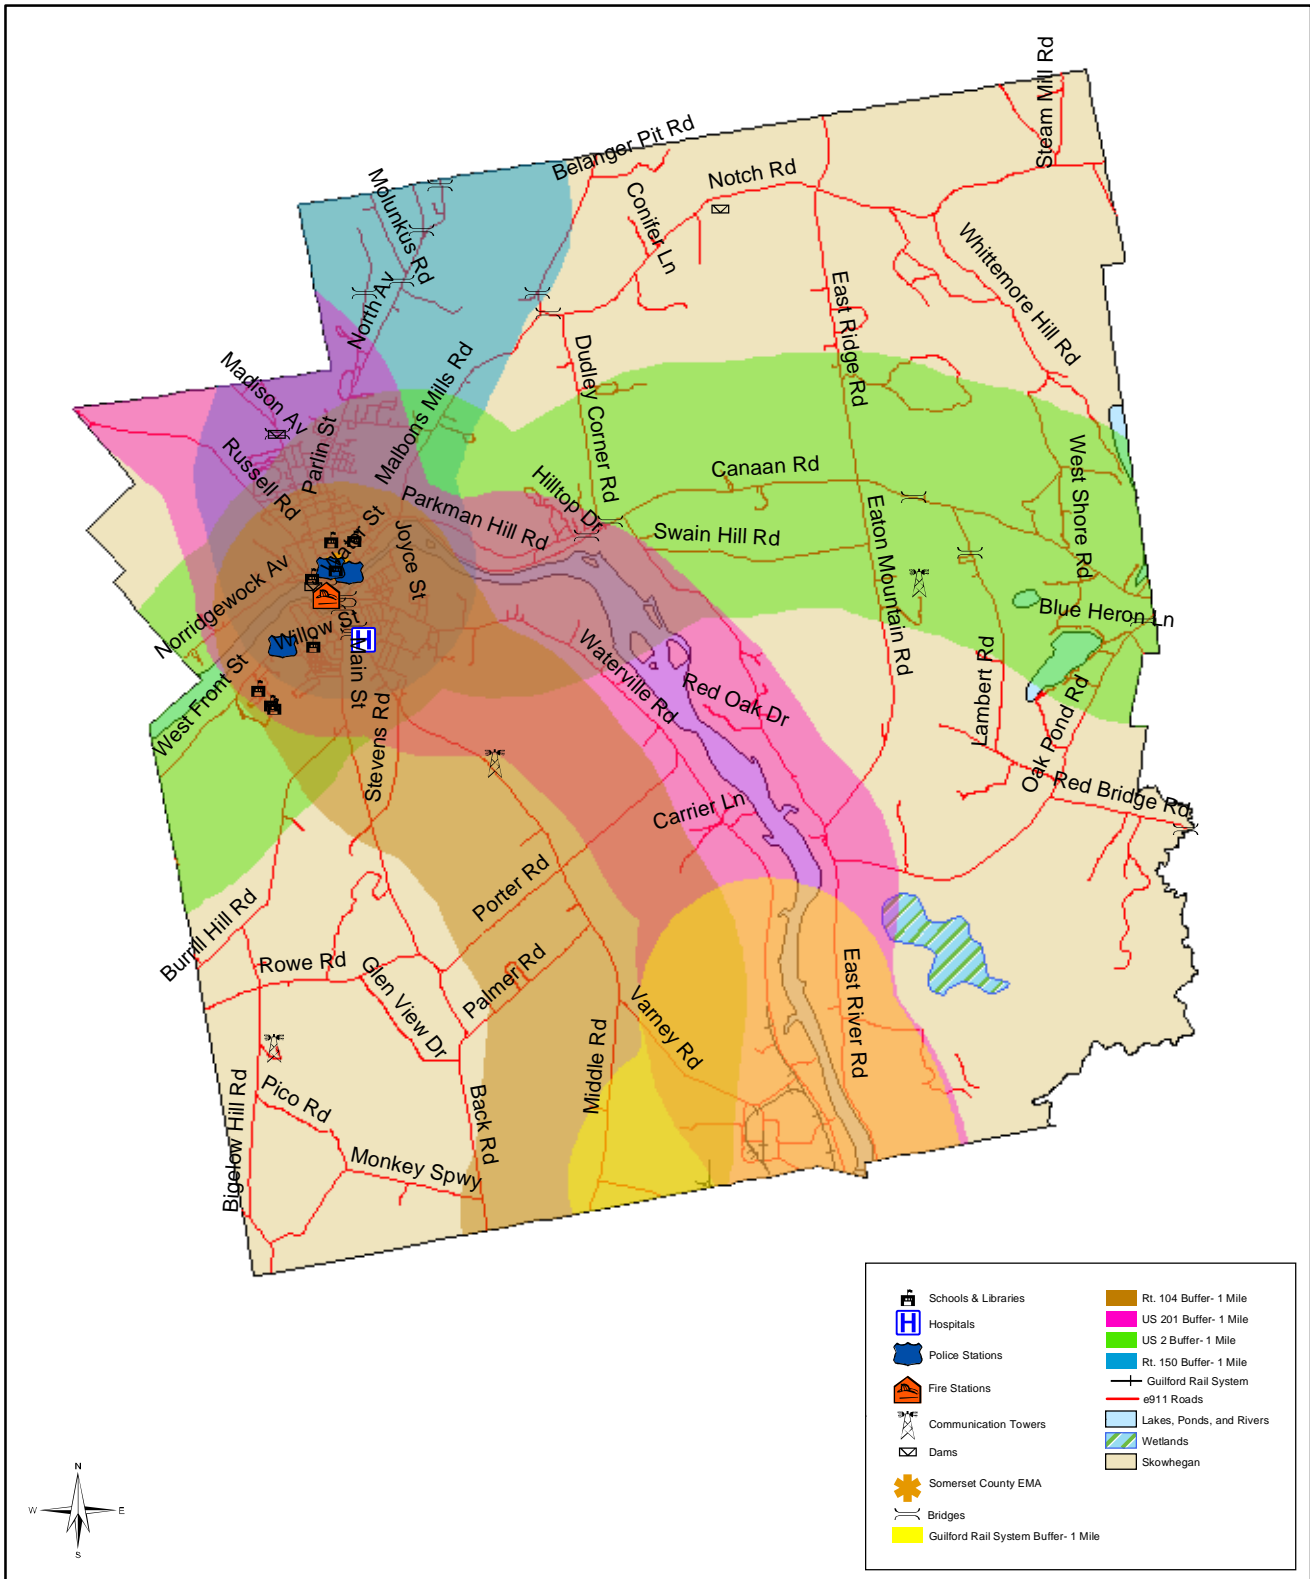 Steam Mill Rd
Belanger Pit Rd
Notch Rd
Molunkus Rd
Conifer Ln
Whittemore Hill Rd
North Av
East Ridge Rd
Dudley Corner Rd
Malbons Mills Rd
Madison Av
Parlin St
Russell Rd
Canaan Rd
West Shore Rd
Hilltop Dr
Parkman Hill Rd
Swain Hill Rd
Water St
Joyce St
Eaton Mountain Rd
Norridgewock Av
Blue Heron Ln
Willow St
Main St
H
West Front St
Waterville Rd
Red Oak Dr
Lambert Rd
Oak Pond Rd
Stevens Rd
Red Bridge Rd
Carrier Ln
Porter Rd
Burrill Hill Rd
Rowe Rd
Glen View Dr
Palmer Rd
East River Rd
Varney Rd
Middle Rd
Bigelow Hill Rd
Pico Rd
Back Rd
Monkey Spwy
Schools & Libraries
H Hospitals
Police Stations
Fire Stations
Communication Towers
Dams
Somerset County EMA
Bridges
Guilford Rail System Buffer- 1 Mile
Rt. 104 Buffer- 1 Mile
US 201 Buffer- 1 Mile
US 2 Buffer- 1 Mile
Rt. 150 Buffer- 1 Mile
Guilford Rail System
e911 Roads
Lakes, Ponds, and Rivers
Wetlands
Skowhegan
N
W E
S